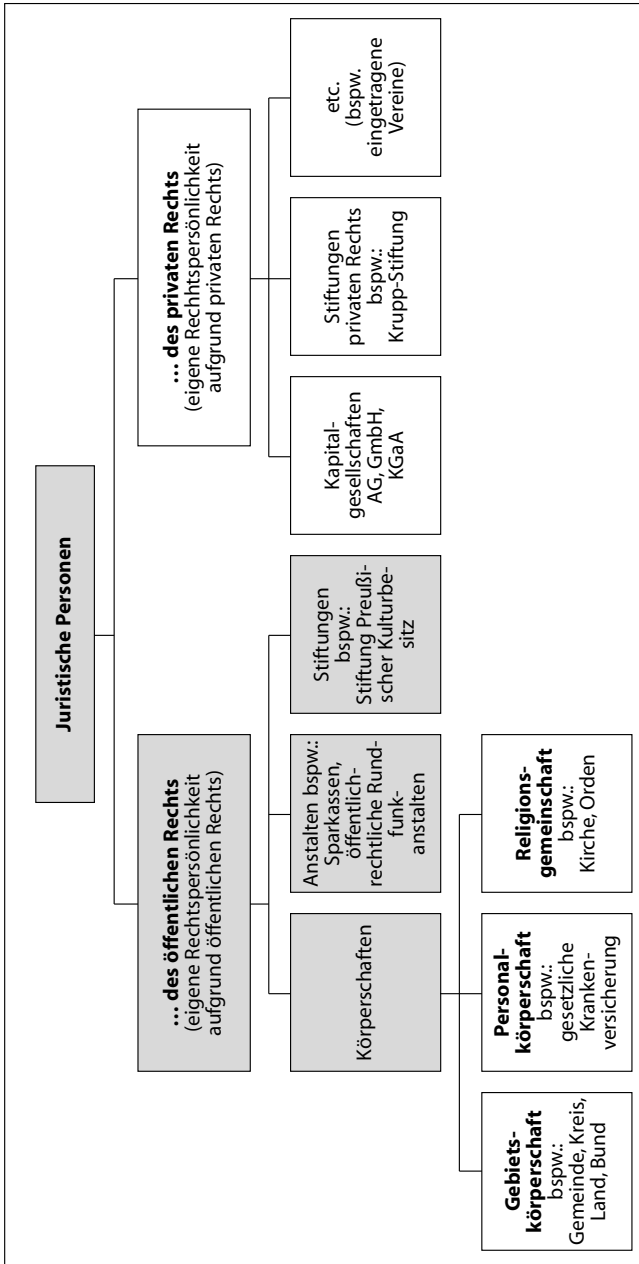 Juristische Personen
... des öffentlichen Rechts
(eigene Rechtspersönlichkeit
aufgrund öffentlichen Rechts)
... des privaten Rechts
(eigene Rechhtspersönlichkeit
aufgrund privaten Rechts)
Körperschaften
Anstalten bspw.:
Sparkassen,
öffentlich-
rechtliche Rund-
funk-
anstalten
Stiftungen
bspw.:
Stiftung Preußi-
scher Kulturbe-
sitz
Kapital-
gesellschaften
AG, GmbH,
KGaA
Stiftungen
privaten Rechts
bspw.:
Krupp-Stiftung
etc.
(bspw.
eingetragene
Vereine)
Gebiets-
körperschaft
bspw.:
Gemeinde, Kreis,
Land, Bund
Personal-
körperschaft
bspw.:
gesetzliche
Kranken-
versicherung
Religions-
gemeinschaft
bspw.:
Kirche, Orden